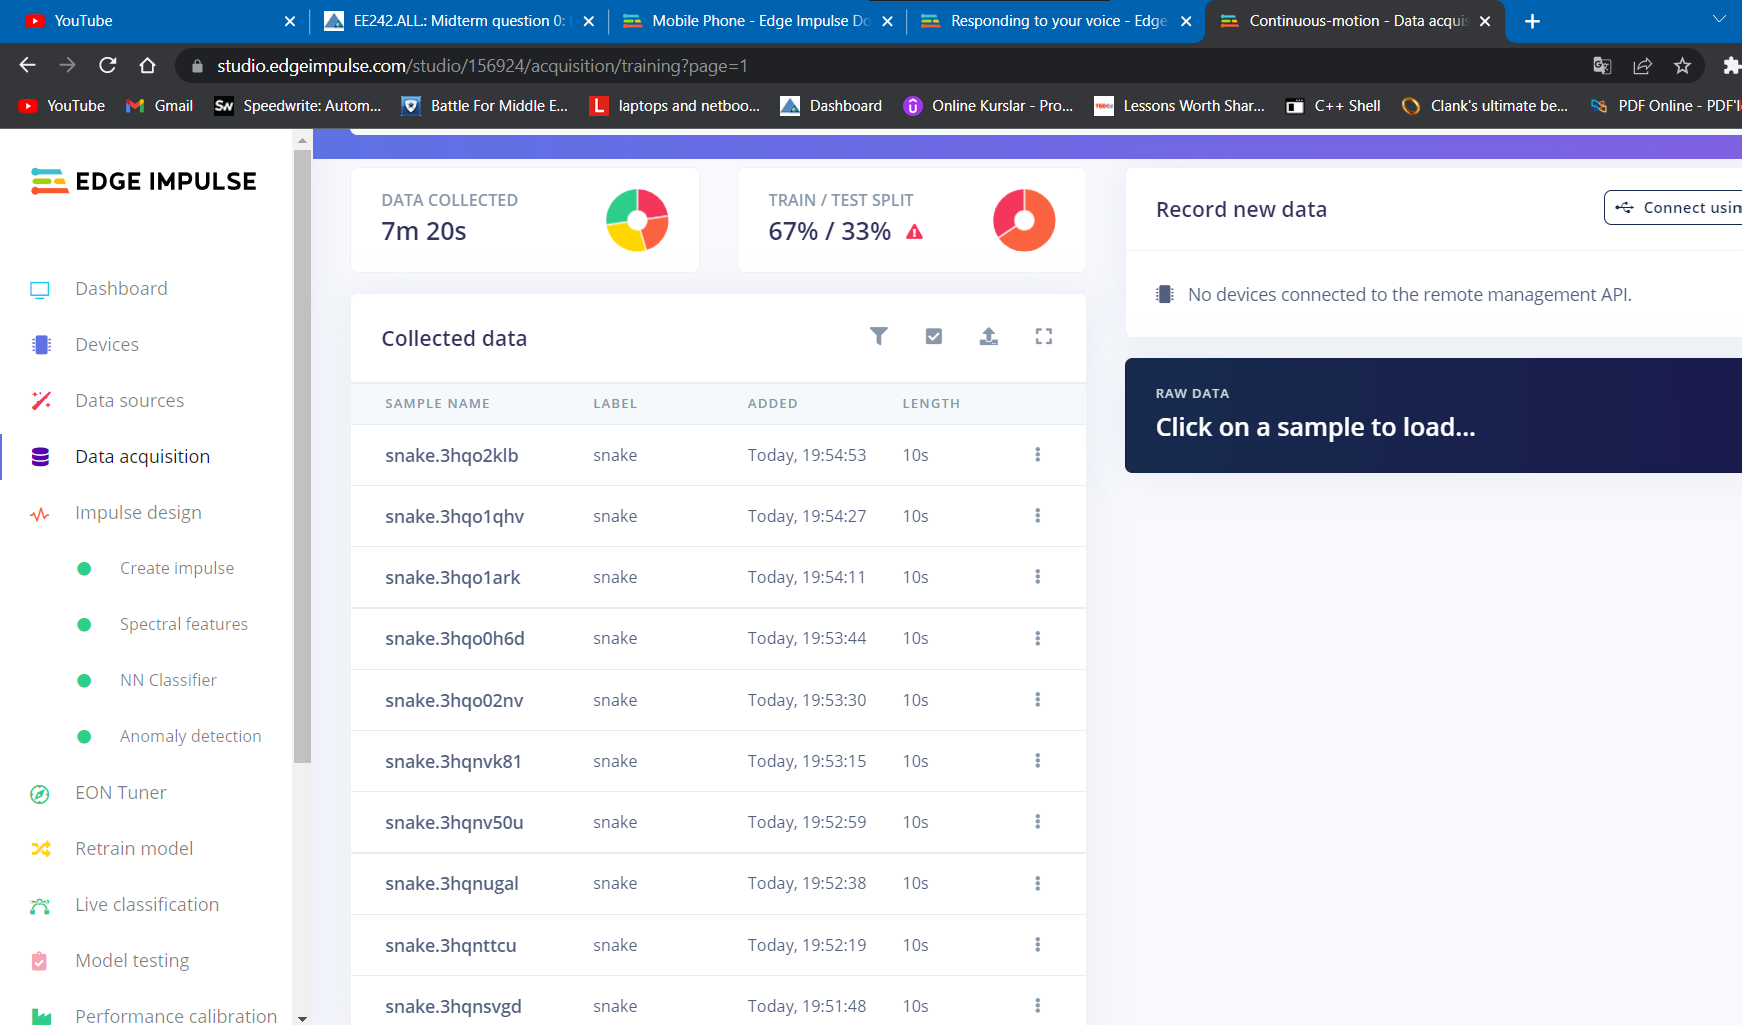 YouTube
EE242.ALL.: Midterm question 0:
Mobile Phone - Edge Impulse Do
Responding to your voice - Edge
Continuous-motion - Data acquis
studio.edgeimpulse.com/studio/156924/acquisition/training?page=1
YouTube
Gmail
Speedwrite: Autom...
Battle For Middle E...
laptops and netboo...
Dashboard
Online Kurslar - Pro...
Lessons Worth Shar...
C++ Shell
Clank's ultimate be...
PDF Online - PDF'l
EDGE IMPULSE
Dashboard
Devices
Data sources
Data acquisition
Impulse design
Create impulse
Spectral features
NN Classifier
Anomaly detection
EON Tuner
Retrain model
Live classification
Model testing
Performance calibration
DATA COLLECTED
7m 20s
TRAIN / TEST SPLIT
67% / 33%
Collected data
SAMPLE NAME LABEL ADDED LENGTH
snake.3hqo2klb snake Today, 19:54:53 10s
snake.3hqo1qhv snake Today, 19:54:27 10s
snake.3hqo1ark snake Today, 19:54:11 10s
snake.3hqo0h6d snake Today, 19:53:44 10s
snake.3hqo02nv snake Today, 19:53:30 10s
snake.3hqnvk81 snake Today, 19:53:15 10s
snake.3hqnv50u snake Today, 19:52:59 10s
snake.3hqnugal snake Today, 19:52:38 10s
snake.3hqnttcu snake Today, 19:52:19 10s
snake.3hqnsvgd snake Today, 19:51:48 10s
Record new data
Connect usin
No devices connected to the remote management API.
RAW DATA
Click on a sample to load...